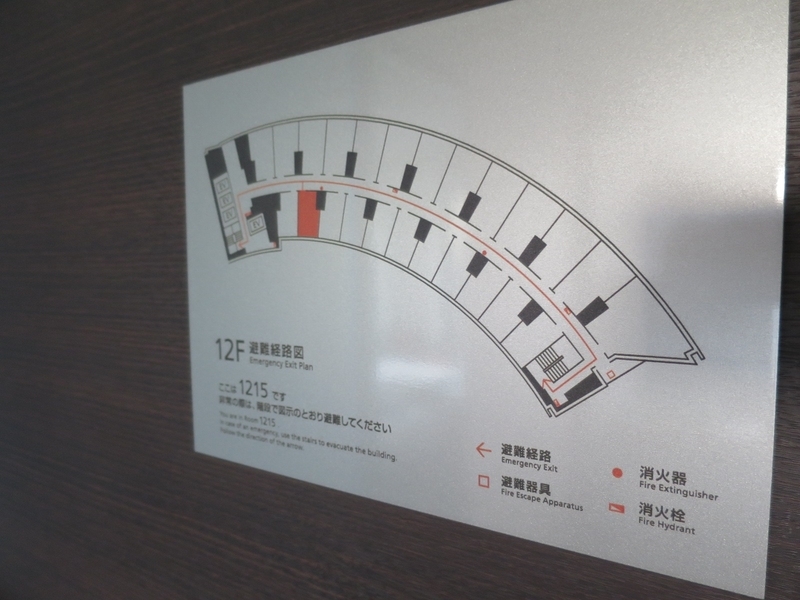 12F 避難経路図
Emergency Exit Plan
ここは 1215 です
非常の際は、階段で図示のとおり避難してください
You are in Room 1215
In case of an emergency, use the stairs to evacuate the building.
Follow the direction of the arrow.
避難経路
Emergency Exit
避難器具
Fire Escape Apparatus
消火器
Fire Extinguisher
消火栓
Fire Hydrant